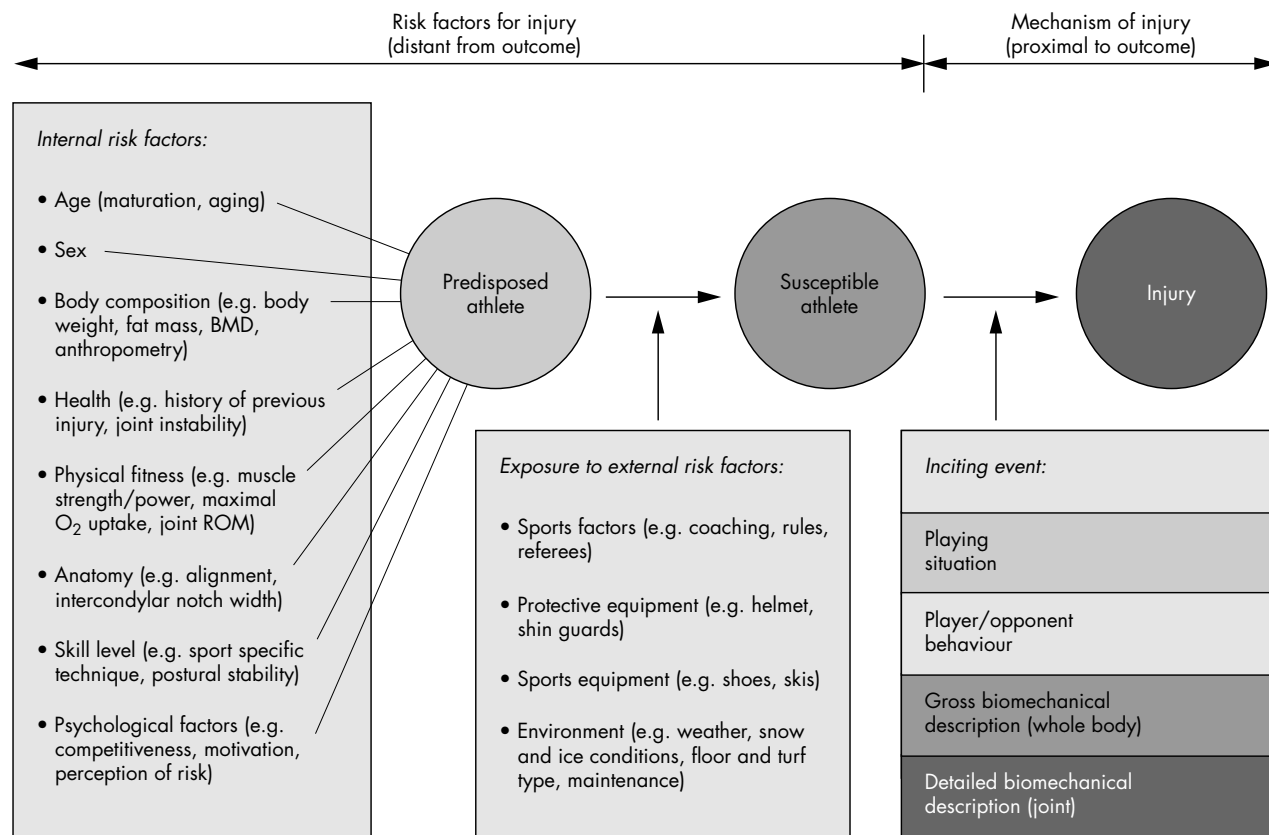 Risk factors for injury
(distant from outcome)
Mechanism of injury
(proximal to outcome)
Internal risk factors:
• Age (maturation, aging)
• Sex
• Body composition (e.g. body
weight, fat mass, BMD,
anthropometry)
• Health (e.g. history of previous
injury, joint instability)
• Physical fitness (e.g. muscle
strength/power, maximal
O₂ uptake, joint ROM)
• Anatomy (e.g. alignment,
intercondylar notch width)
• Skill level (e.g. sport specific
technique, postural stability)
• Psychological factors (e.g.
competitiveness, motivation,
perception of risk)
Predisposed
athlete
Susceptible
athlete
Injury
Exposure to external risk factors:
• Sports factors (e.g. coaching, rules,
referees)
• Protective equipment (e.g. helmet,
shin guards)
• Sports equipment (e.g. shoes, skis)
• Environment (e.g. weather, snow
and ice conditions, floor and turf
type, maintenance)
Inciting event:
Playing
situation
Player/opponent
behaviour
Gross biomechanical
description (whole body)
Detailed biomechanical
description (joint)